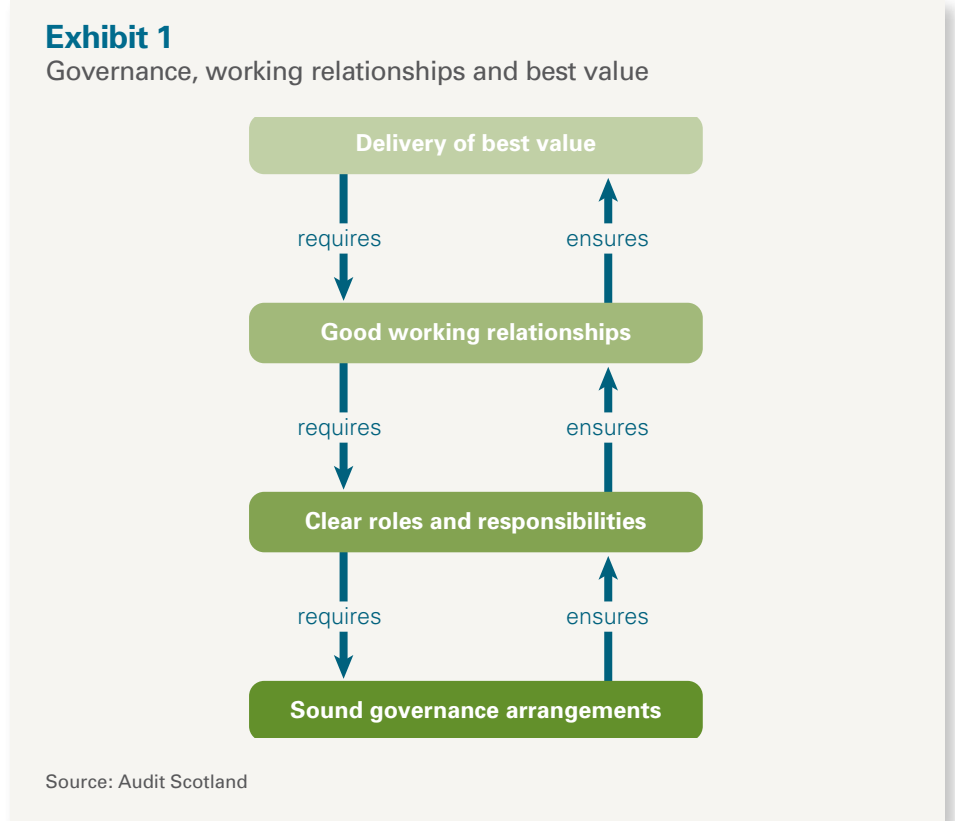 Exhibit 1
Governance, working relationships and best value
Delivery of best value
requires
ensures
Good working relationships
requires
ensures
Clear roles and responsibilities
requires
ensures
Sound governance arrangements
Source: Audit Scotland